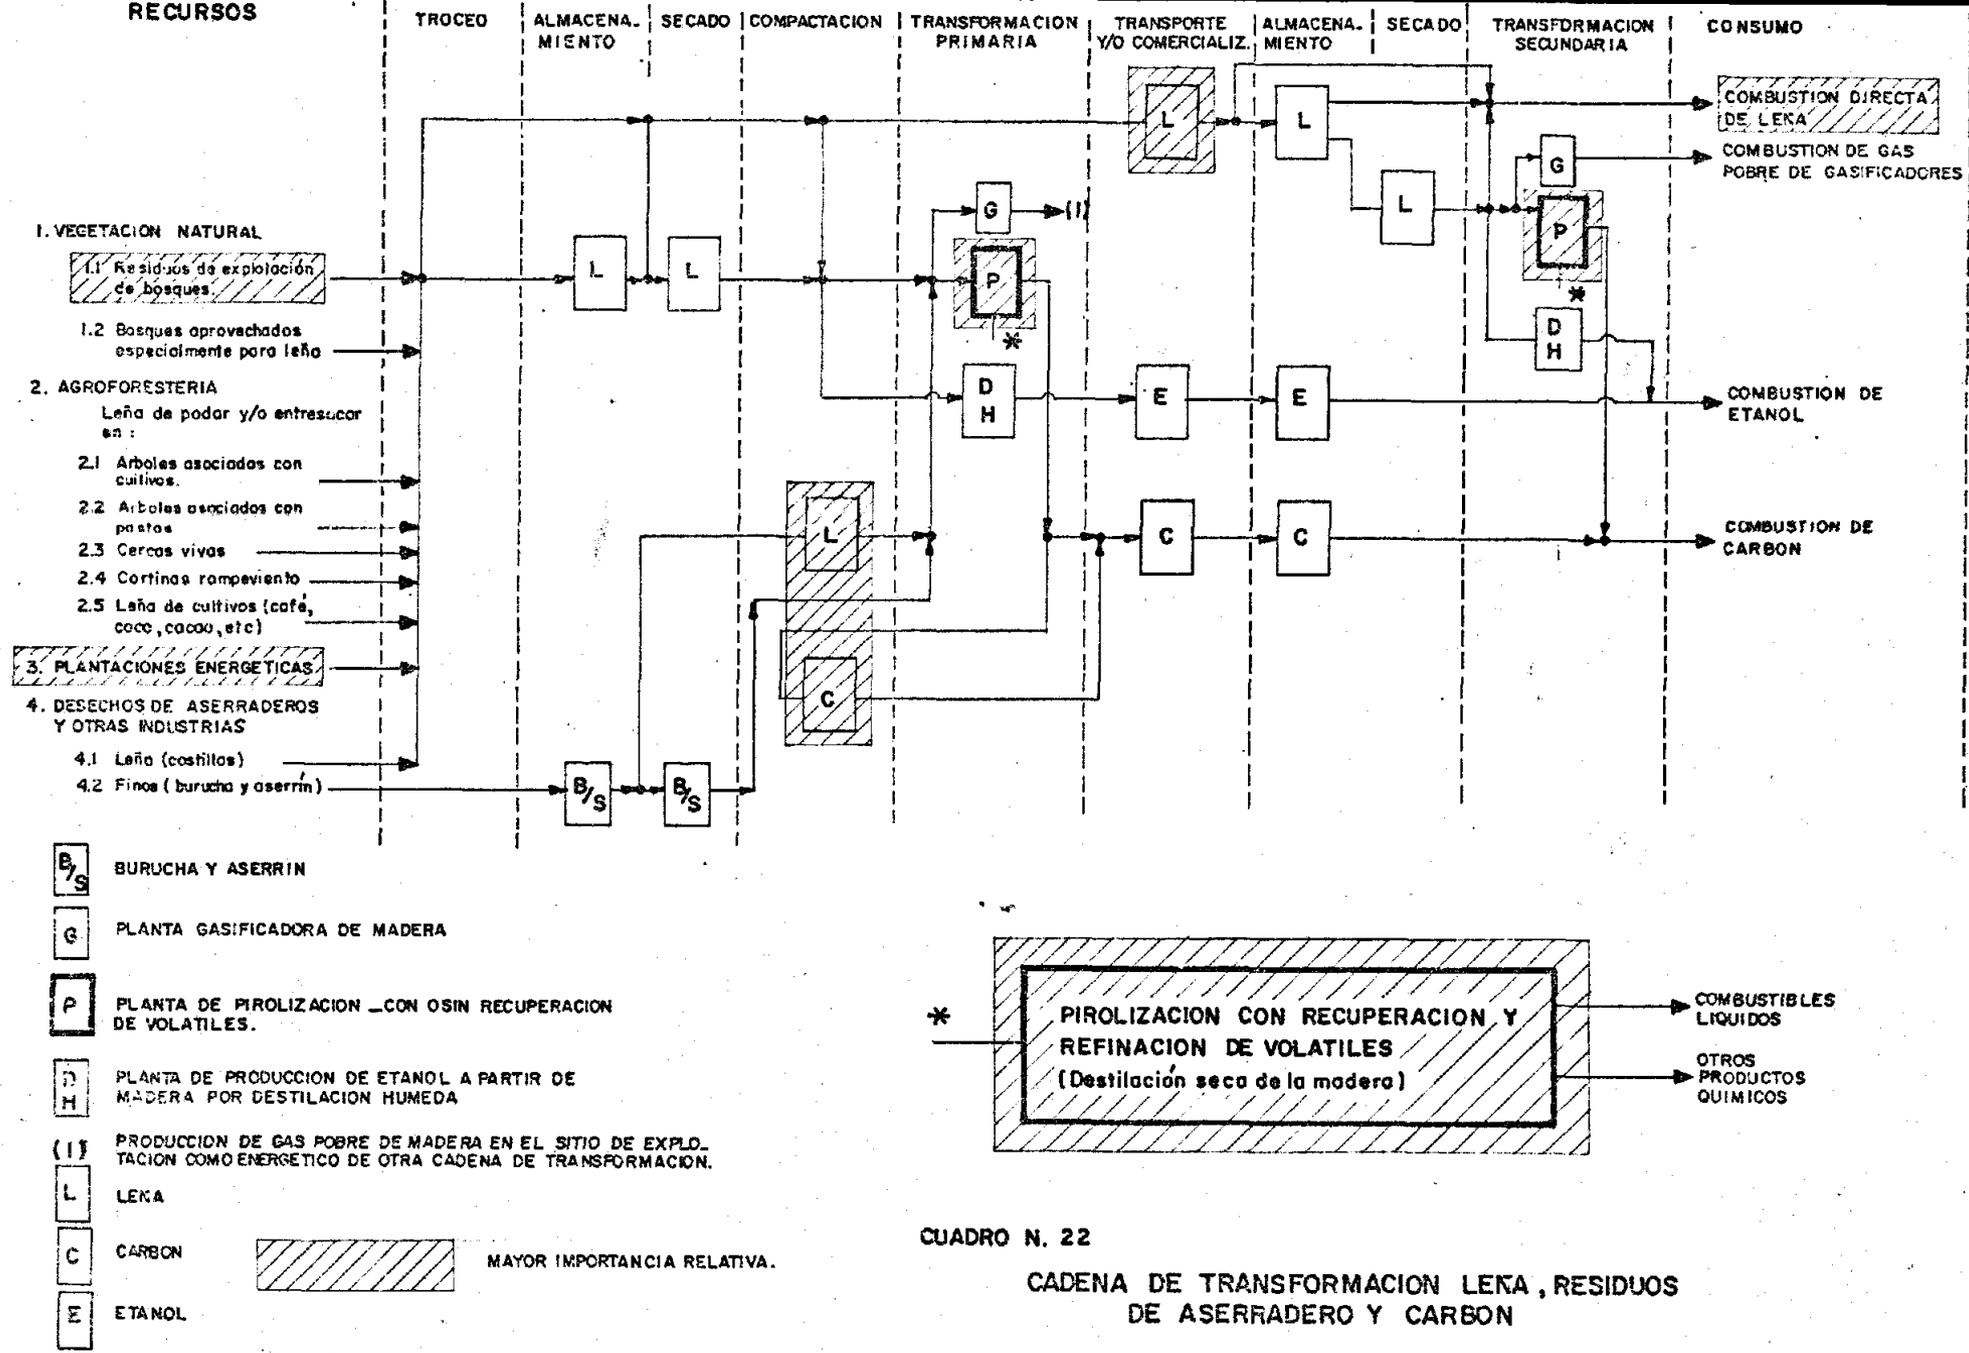 RECURSOS
TROCEO
ALMACENA-
MIENTO
SECADO
COMPACTACION
TRANSFORMACION
PRIMARIA
TRANSPORTE
Y/O COMERCIALIZ.
ALMACENA-
MIENTO
SECADO
TRANSFORMACION
SECUNDARIA
CONSUMO
L
L
COMBUSTION DIRECTA
DE LEÑA
G
COMBUSTION DE GAS
POBRE DE GASIFICADORES
L
P
*
G
(1)
1. VEGETACION NATURAL
1.1 Residuos de explotación
de bosques.
L
L
P
*
1.2 Bosques aprovechados
especialmente para leña
D
H
2. AGROFORESTERIA
Leña de podar y/o entresacar
en :
D
H
E
E
COMBUSTION DE
ETANOL
2.1 Arboles asociados con
cultivos.
2.2 Arboles asociados con
pastos
2.3 Cercas vivas
L
C
C
COMBUSTION DE
CARBON
2.4 Cortinas rompeviento
2.5 Leña de cultivos (café,
coco, cacao, etc)
3. PLANTACIONES ENERGETICAS
C
4. DESECHOS DE ASERRADEROS
Y OTRAS INDUSTRIAS
4.1 Leña (costillas)
4.2 Finos ( burucha y aserrín)
B/S
B/S
B/S
BURUCHA Y ASERRIN
G
PLANTA GASIFICADORA DE MADERA
P
PLANTA DE PIROLIZACION _ CON OSIN RECUPERACION
DE VOLATILES.
D
H
PLANTA DE PRODUCCION DE ETANOL A PARTIR DE
MADERA POR DESTILACION HUMEDA
(1)
PRODUCCION DE GAS POBRE DE MADERA EN EL SITIO DE EXPLO_
TACION COMO ENERGETICO DE OTRA CADENA DE TRANSFORMACION.
L
LEÑA
C
CARBON
E
ETANOL
MAYOR IMPORTANCIA RELATIVA.
*
PIROLIZACION CON RECUPERACION Y
REFINACION DE VOLATILES
(Destilación seca de la madera)
COMBUSTIBLES
LIQUIDOS
OTROS
PRODUCTOS
QUIMICOS
CUADRO N. 22
CADENA DE TRANSFORMACION LEÑA , RESIDUOS
DE ASERRADERO Y CARBON